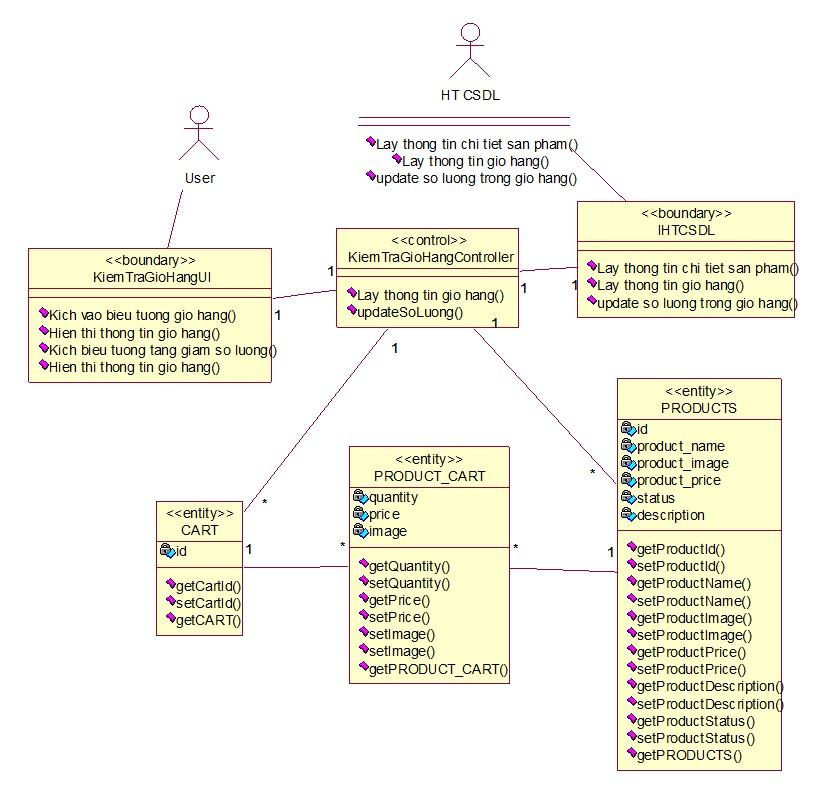 HT CSDL
Lay thong tin chi tiet san pham()
Lay thong tin gio hang()
update so luong trong gio hang()
User
<<boundary>>
KiemTraGioHangUI
Kich vao bieu tuong gio hang()
Hien thi thong tin gio hang()
Kich bieu tuong tang giam so luong()
Hien thi thong tin gio hang()
1
1
<<control>>
KiemTraGioHangController
Lay thong tin gio hang()
updateSoLuong()
1
1
<<boundary>>
IHTCSDL
Lay thong tin chi tiet san pham()
Lay thong tin gio hang()
update so luong trong gio hang()
1
*
1
*
<<entity>>
CART
id
getCartId()
setCartId()
getCART()
1
*
<<entity>>
PRODUCT_CART
quantity
price
image
getQuantity()
setQuantity()
getPrice()
setPrice()
setImage()
setImage()
getPRODUCT_CART()
*
1
<<entity>>
PRODUCTS
id
product_name
product_image
product_price
status
description
getProductId()
setProductId()
getProductName()
setProductName()
getProductImage()
setProductImage()
getProductPrice()
setProductPrice()
getProductDescription()
setProductDescription()
getProductStatus()
setProductStatus()
getPRODUCTS()